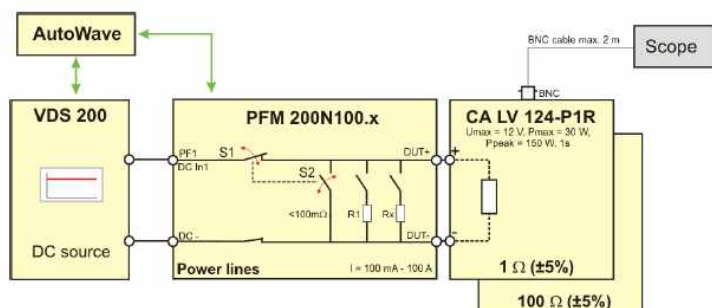 AutoWave
BNC cable max. 2 m
Scope
BNC
VDS 200
DC source
PFM 200N100.x
PF1
DC In1
S1
S2
<100mΩ
R1
Rx
DUT+
DC -
DUT-
Power lines
I = 100 mA - 100 A
CA LV 124-P1R
Umax = 12 V, Pmax = 30 W,
Ppeak = 150 W, 1s
+
-
1 Ω (±5%)
100 Ω (±5%)